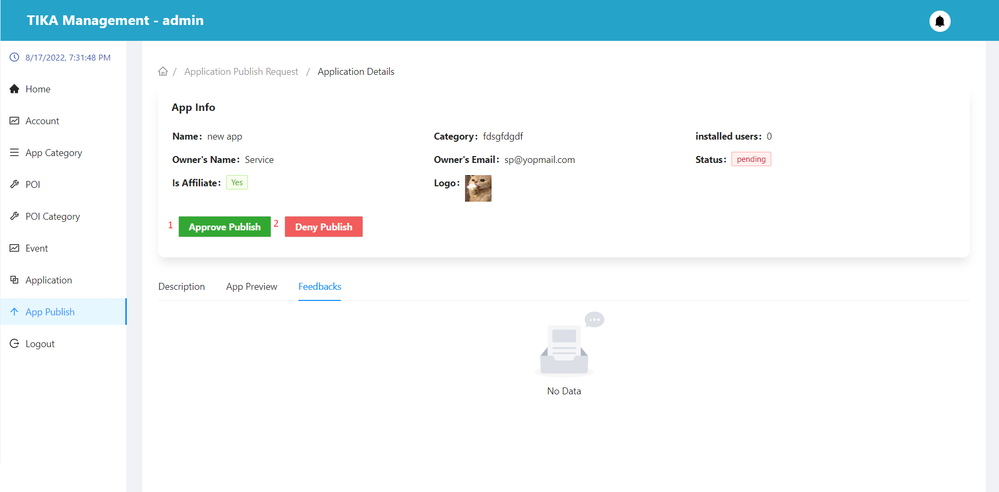 TIKA Management - admin
8/17/2022, 7:31:48 PM
Home
Account
App Category
POI
POI Category
Event
Application
App Publish
Logout
/ Application Publish Request / Application Details
App Info
Name: new app
Category: fdsgfdgdf
installed users: 0
Owner's Name: Service
Owner's Email: sp@yopmail.com
Status: pending
Is Affiliate: Yes
Logo:
1 Approve Publish 2 Deny Publish
Description App Preview Feedbacks
No Data